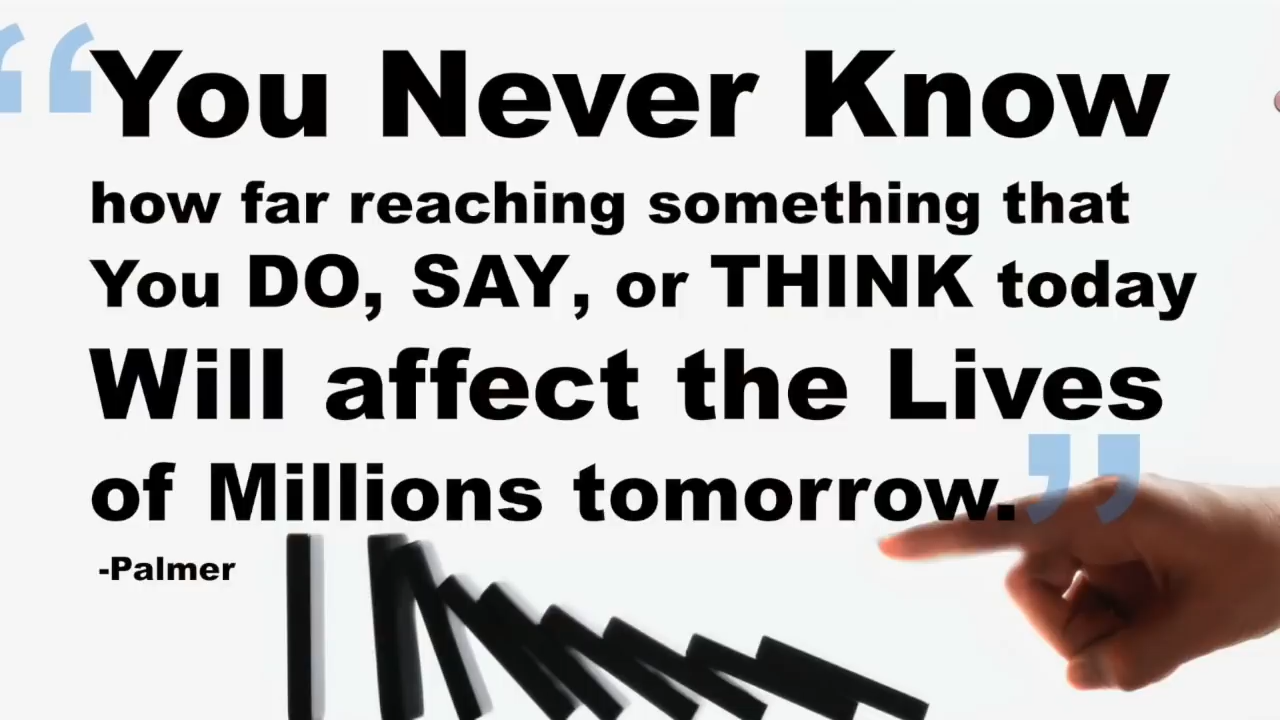 “You Never Know
how far reaching something that
You DO, SAY, or THINK today
Will affect the Lives
of Millions tomorrow.”
-Palmer